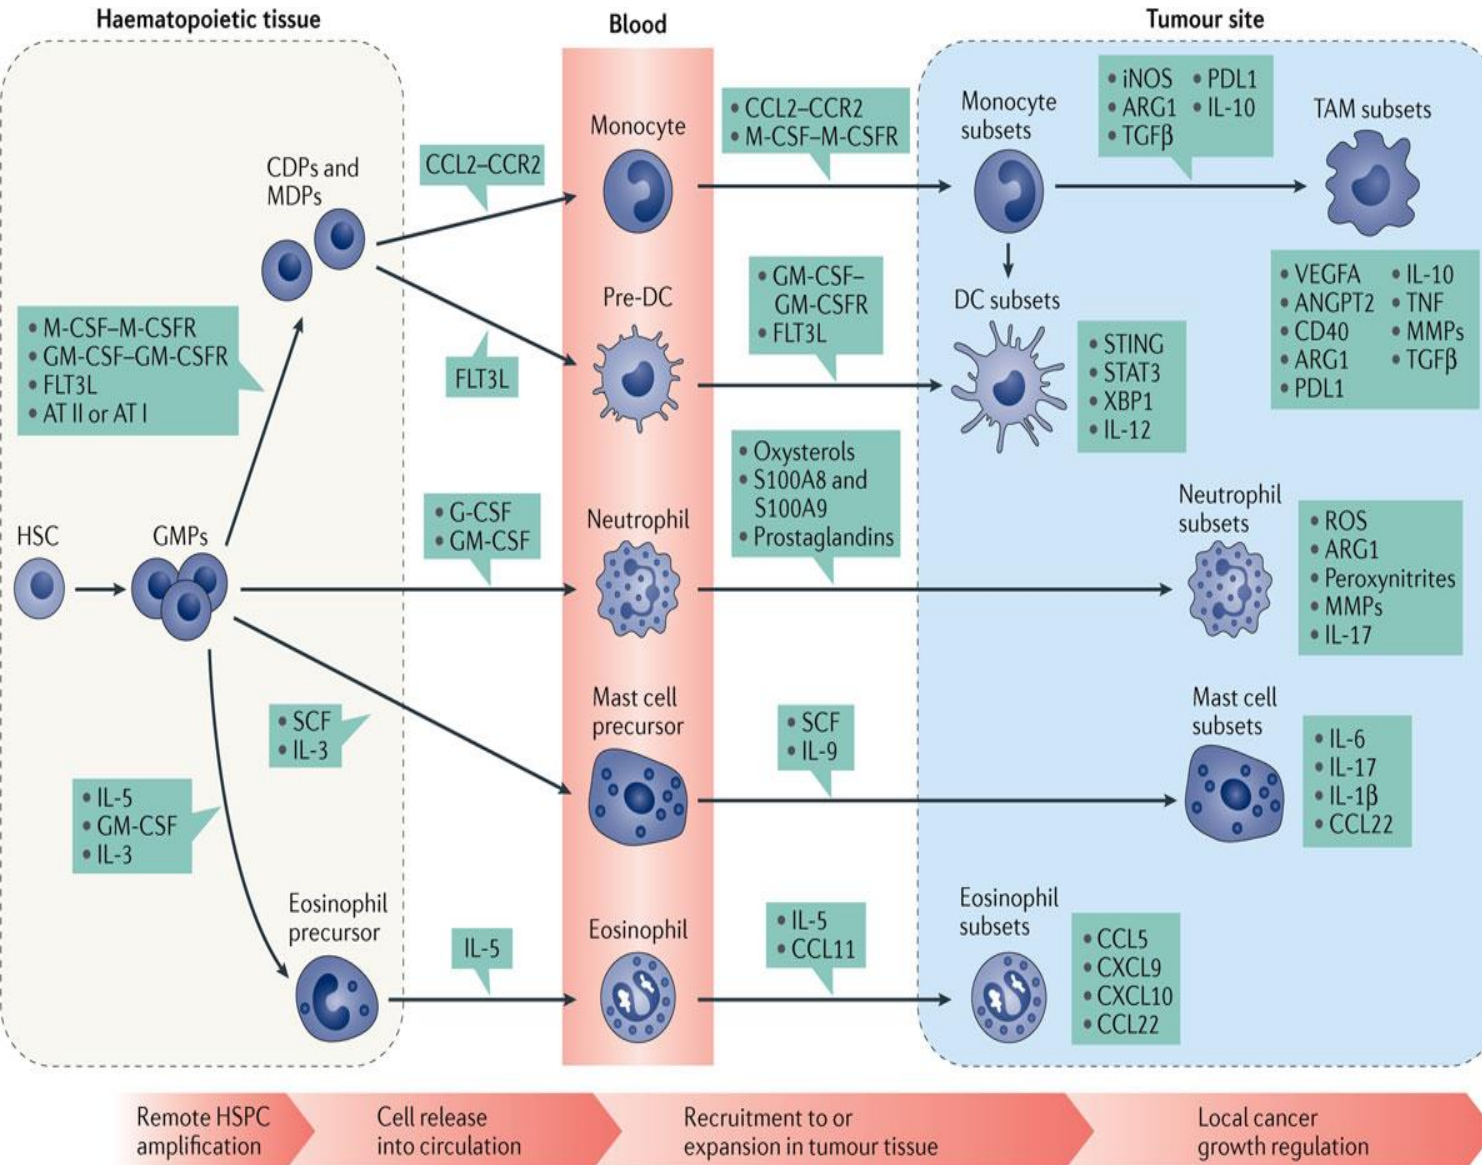 Haematopoietic tissue
Blood
Tumour site
CDPs and
MDPs
CCL2–CCR2
Monocyte
• CCL2–CCR2
• M-CSF–M-CSFR
Monocyte
subsets
• iNOS • PDL1
• ARG1 • IL-10
• TGFβ
TAM subsets
• M-CSF–M-CSFR
• GM-CSF–GM-CSFR
• FLT3L
• AT II or AT I
FLT3L
Pre-DC
• GM-CSF–
GM-CSFR
• FLT3L
DC subsets
• STING
• STAT3
• XBP1
• IL-12
• VEGFA • IL-10
• ANGPT2 • TNF
• CD40 • MMPs
• ARG1 • TGFβ
• PDL1
HSC
GMPs
• G-CSF
• GM-CSF
Neutrophil
• Oxysterols
• S100A8 and
S100A9
• Prostaglandins
Neutrophil
subsets
• ROS
• ARG1
• Peroxynitrites
• MMPs
• IL-17
• SCF
• IL-3
Mast cell
precursor
• SCF
• IL-9
Mast cell
subsets
• IL-6
• IL-17
• IL-1β
• CCL22
• IL-5
• GM-CSF
• IL-3
Eosinophil
precursor
IL-5
Eosinophil
• IL-5
• CCL11
Eosinophil
subsets
• CCL5
• CXCL9
• CXCL10
• CCL22
Remote HSPC
amplification
Cell release
into circulation
Recruitment to or
expansion in tumour tissue
Local cancer
growth regulation